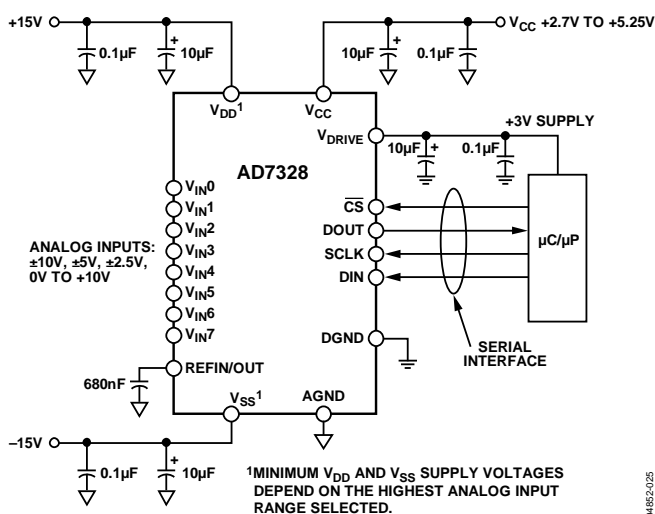 +15V
0.1µF
10µF
+
VDD1
VCC +2.7V TO +5.25V
10µF
+
0.1µF
VCC
VDRIVE
+3V SUPPLY
10µF
+
0.1µF
AD7328
VIN0
VIN1
VIN2
VIN3
VIN4
VIN5
VIN6
VIN7
ANALOG INPUTS:
±10V, ±5V, ±2.5V,
0V TO +10V
CS
DOUT
SCLK
DIN
µC/µP
DGND
SERIAL
INTERFACE
REFIN/OUT
680nF
VSS1
AGND
–15V
0.1µF
+
10µF
1MINIMUM VDD AND VSS SUPPLY VOLTAGES
DEPEND ON THE HIGHEST ANALOG INPUT
RANGE SELECTED.